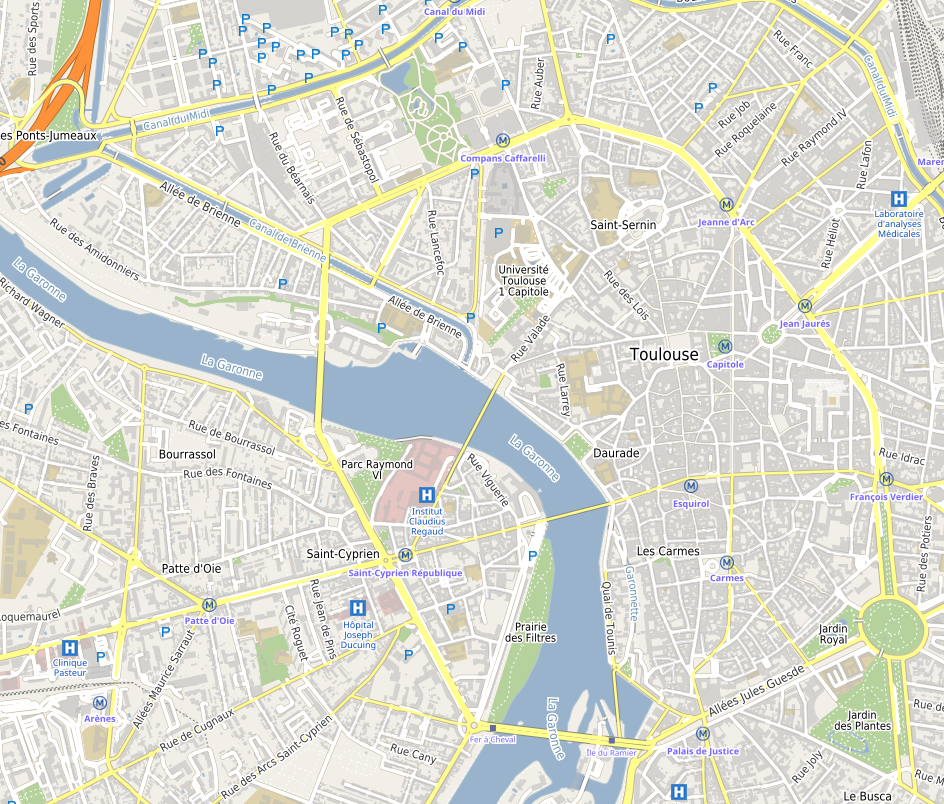 Canal du Midi
Rue des Sports
Rue Franc
Canal du Midi
Rue Auber
Canal du Midi
Rue de Sébastopol
Rue Job
Rue Roquelaine
Rue Raymond IV
es Ponts-Jumeaux
Rue du Béarnais
Compans Caffarelli
Rue Lafon
Maren
Allée de Brienne
Laboratoire
d'analyses
Médicales
Jeanne d'Arc
Saint-Sernin
Canal de Brienne
Rue Lancefoc
Rue Héliot
Rue des Amidonniers
Université
Toulouse
1 Capitole
La Garonne
Rue des Lois
Richard Wagner
Allée de Brienne
Rue Valade
Jean Jaurès
Toulouse
Capitole
La Garonne
Rue Larrey
es Fontaines
Rue de Bourrassol
Bourrassol
La Garonne
Daurade
Rue Idrac
Parc Raymond
VI
Rue Viguerie
Rue des Fontaines
Rue des Braves
Institut
Claudius
Regaud
Esquirol
François Verdier
Saint-Cyprien
Saint-Cyprien République
Les Carmes
Carmes
Rue des Potiers
Patte d'Oie
Garonnette
Quai de Tounis
Roquemaurel
Patte d'Oie
Rue Jean de Pins
Cité Roguet
Hôpital
Joseph
Ducuing
Prairie
des Filtres
Jardin
Royal
Clinique
Pasteur
Allées Maurice Sarraut
Arènes
Allées Jules Guesde
Jardin
des Plantes
Rue de
La Garonne
Rue de Cugnaux
Rue des Arcs Saint-Cyprien
Fer à Cheval
Île du Ramier
Palais de Justice
Rue Cany
Rue Joly
Rue M
Le Busca